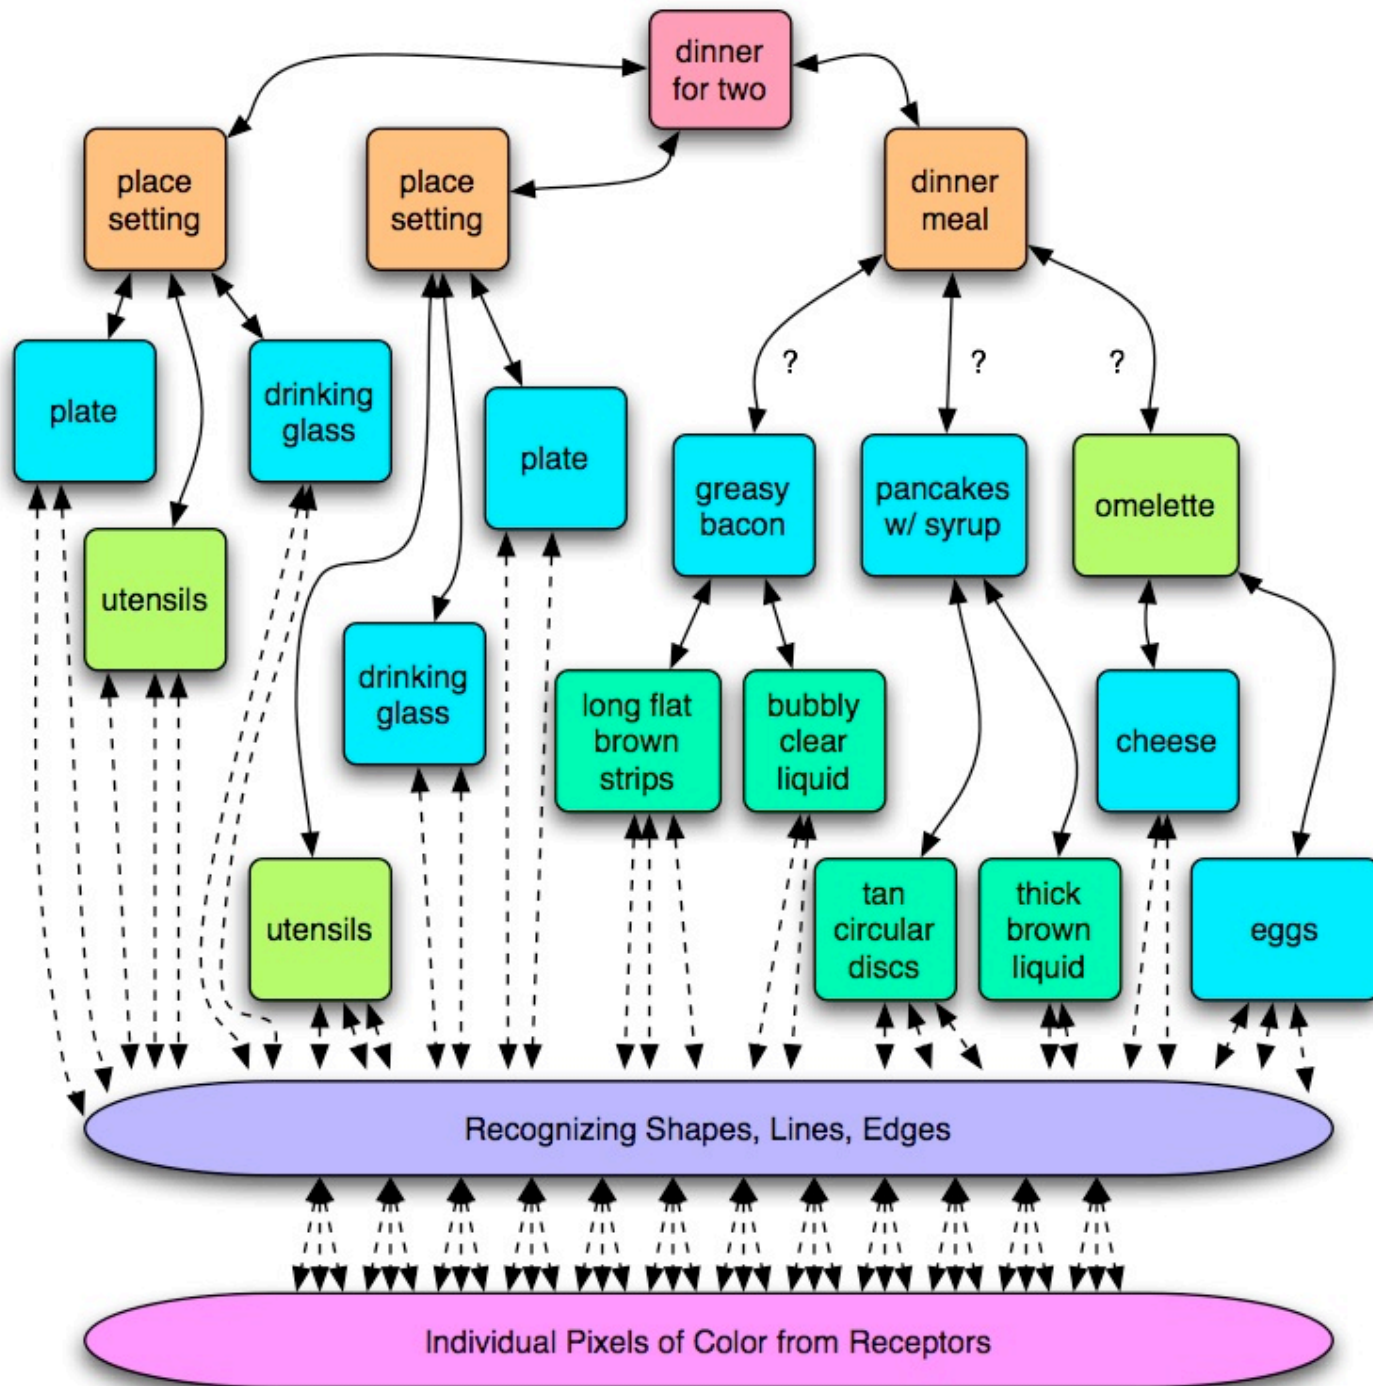 dinner
for two
place
setting
place
setting
dinner
meal
plate
drinking
glass
plate
?
?
?
greasy
bacon
pancakes
w/ syrup
omelette
utensils
drinking
glass
long flat
brown
strips
bubbly
clear
liquid
cheese
utensils
tan
circular
discs
thick
brown
liquid
eggs
Recognizing Shapes, Lines, Edges
Individual Pixels of Color from Receptors